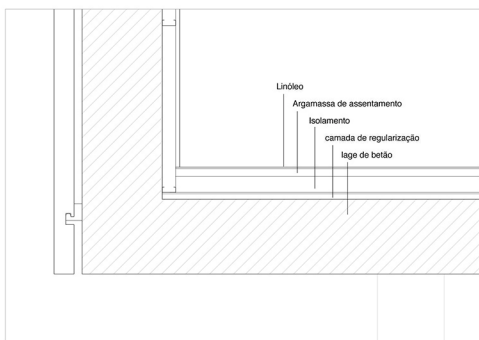 Linóleo
Argamassa de assentamento
Isolamento
camada de regularização
lage de betão